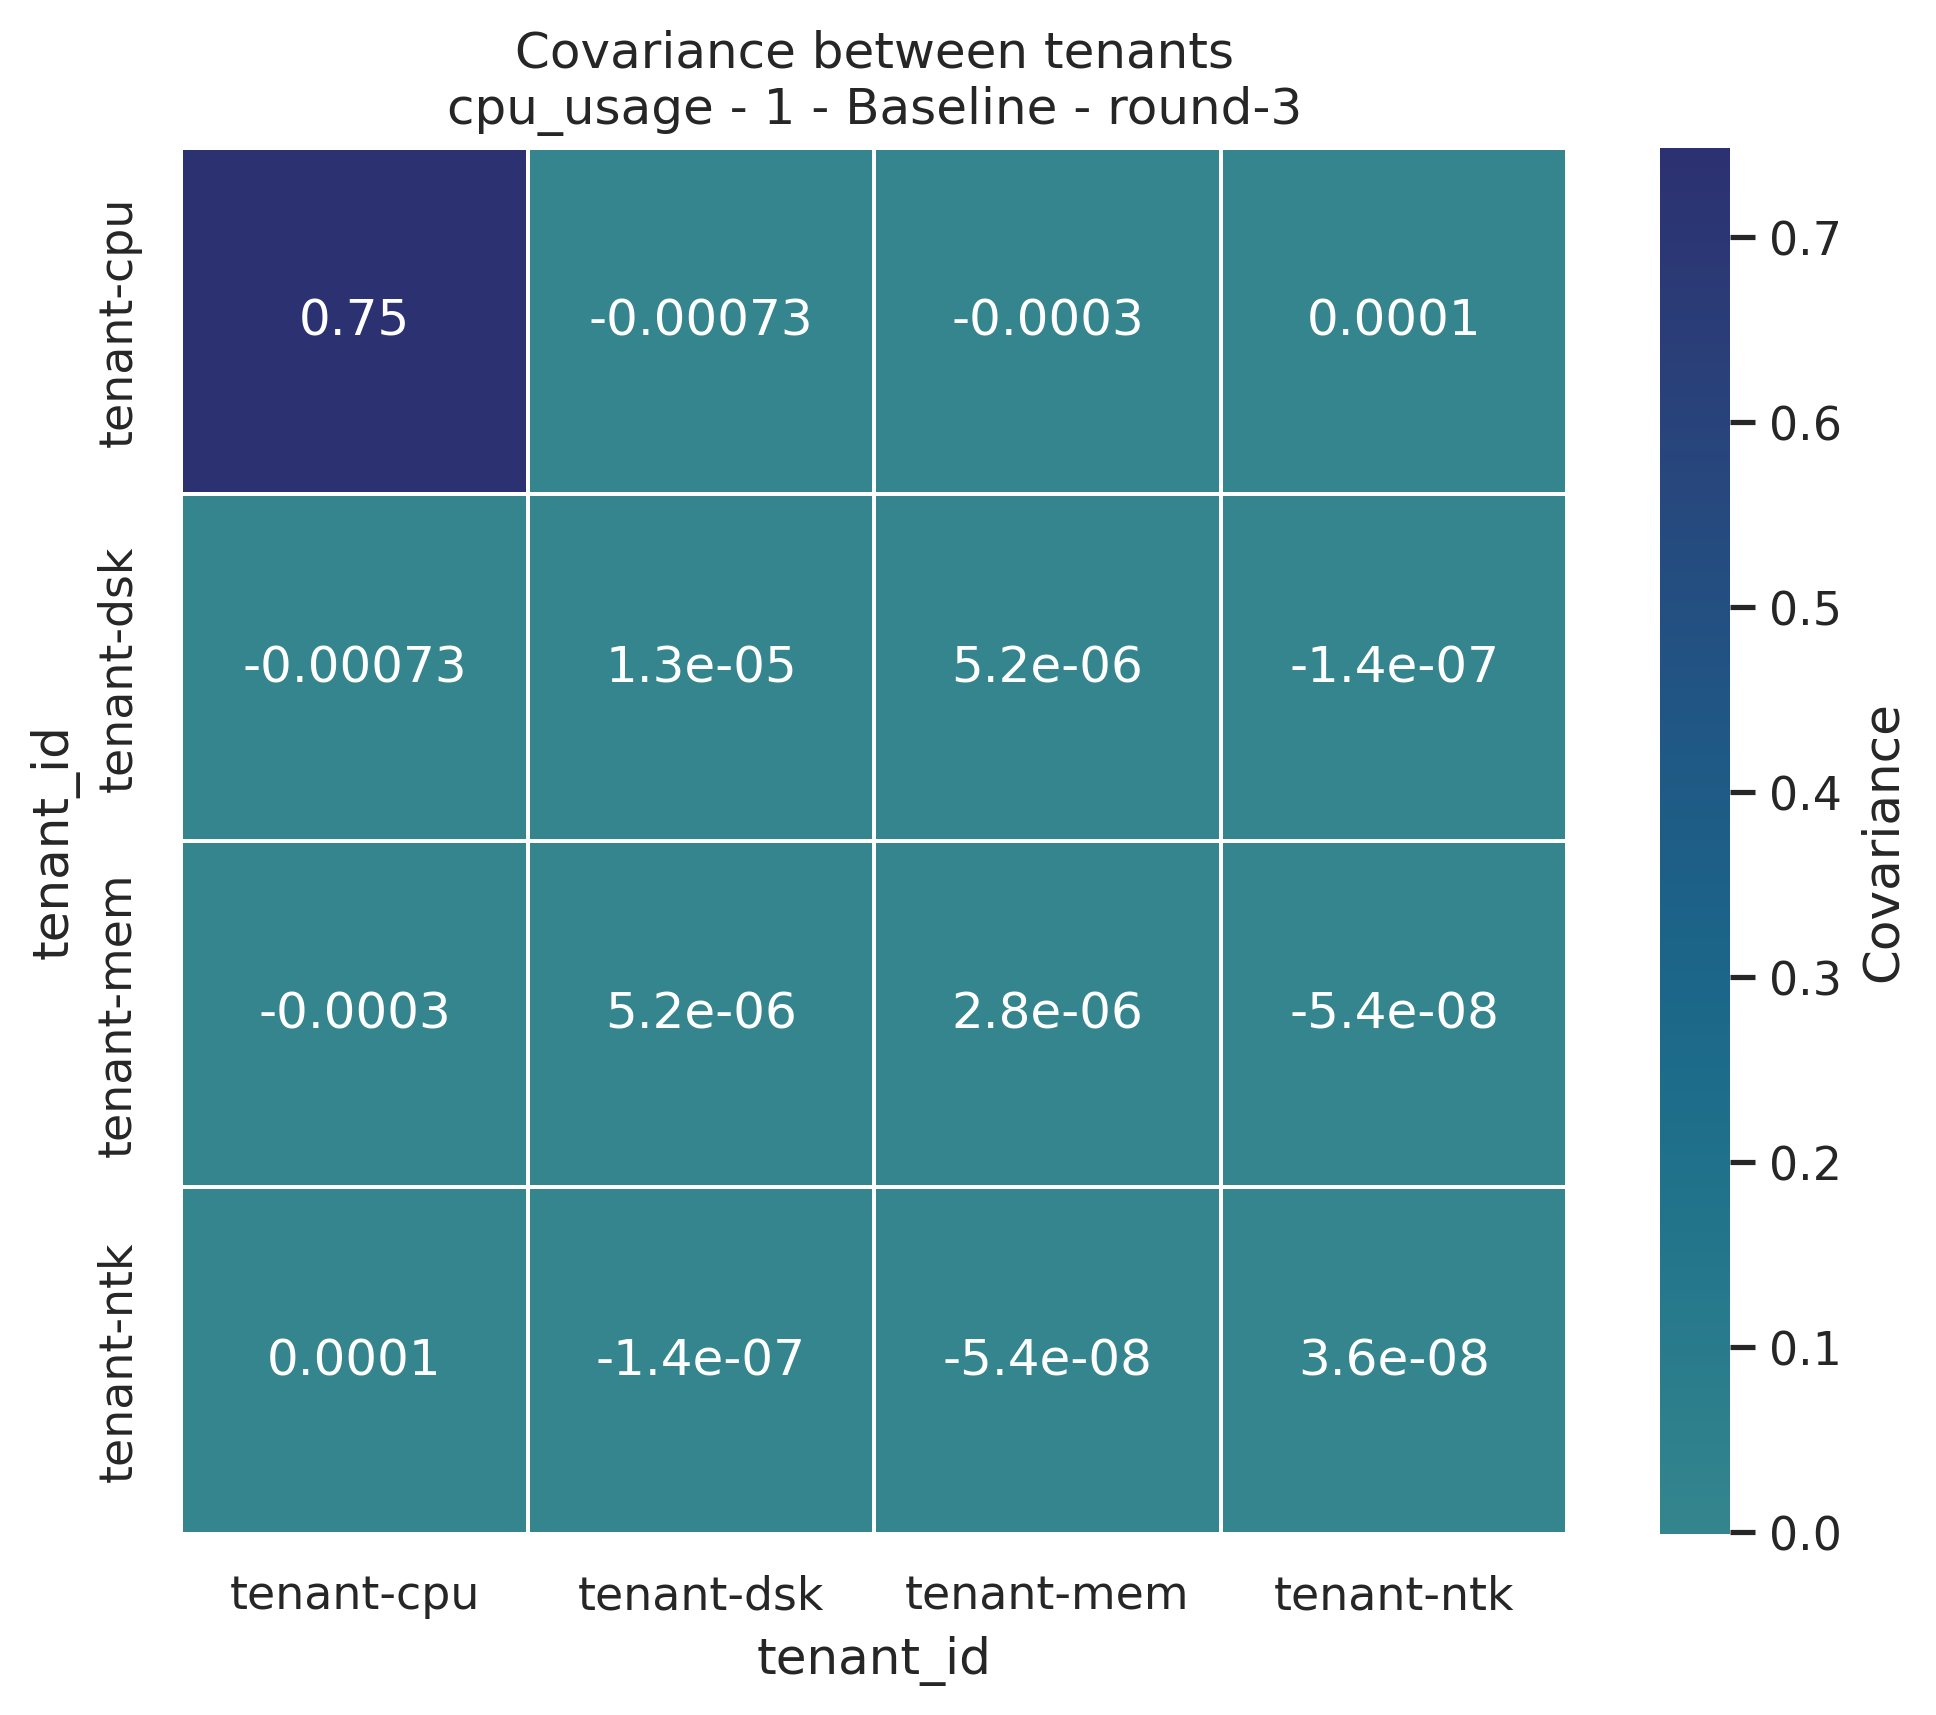 Covariance between tenants
cpu_usage - 1 - Baseline - round-3
tenant_id
tenant-cpu
0.75 -0.00073 -0.0003 0.0001
tenant-dsk
-0.00073 1.3e-05 5.2e-06 -1.4e-07
tenant-mem
-0.0003 5.2e-06 2.8e-06 -5.4e-08
tenant-ntk
0.0001 -1.4e-07 -5.4e-08 3.6e-08
tenant-cpu tenant-dsk tenant-mem tenant-ntk
tenant_id
0.7
0.6
0.5
0.4
0.3
0.2
0.1
0.0
Covariance